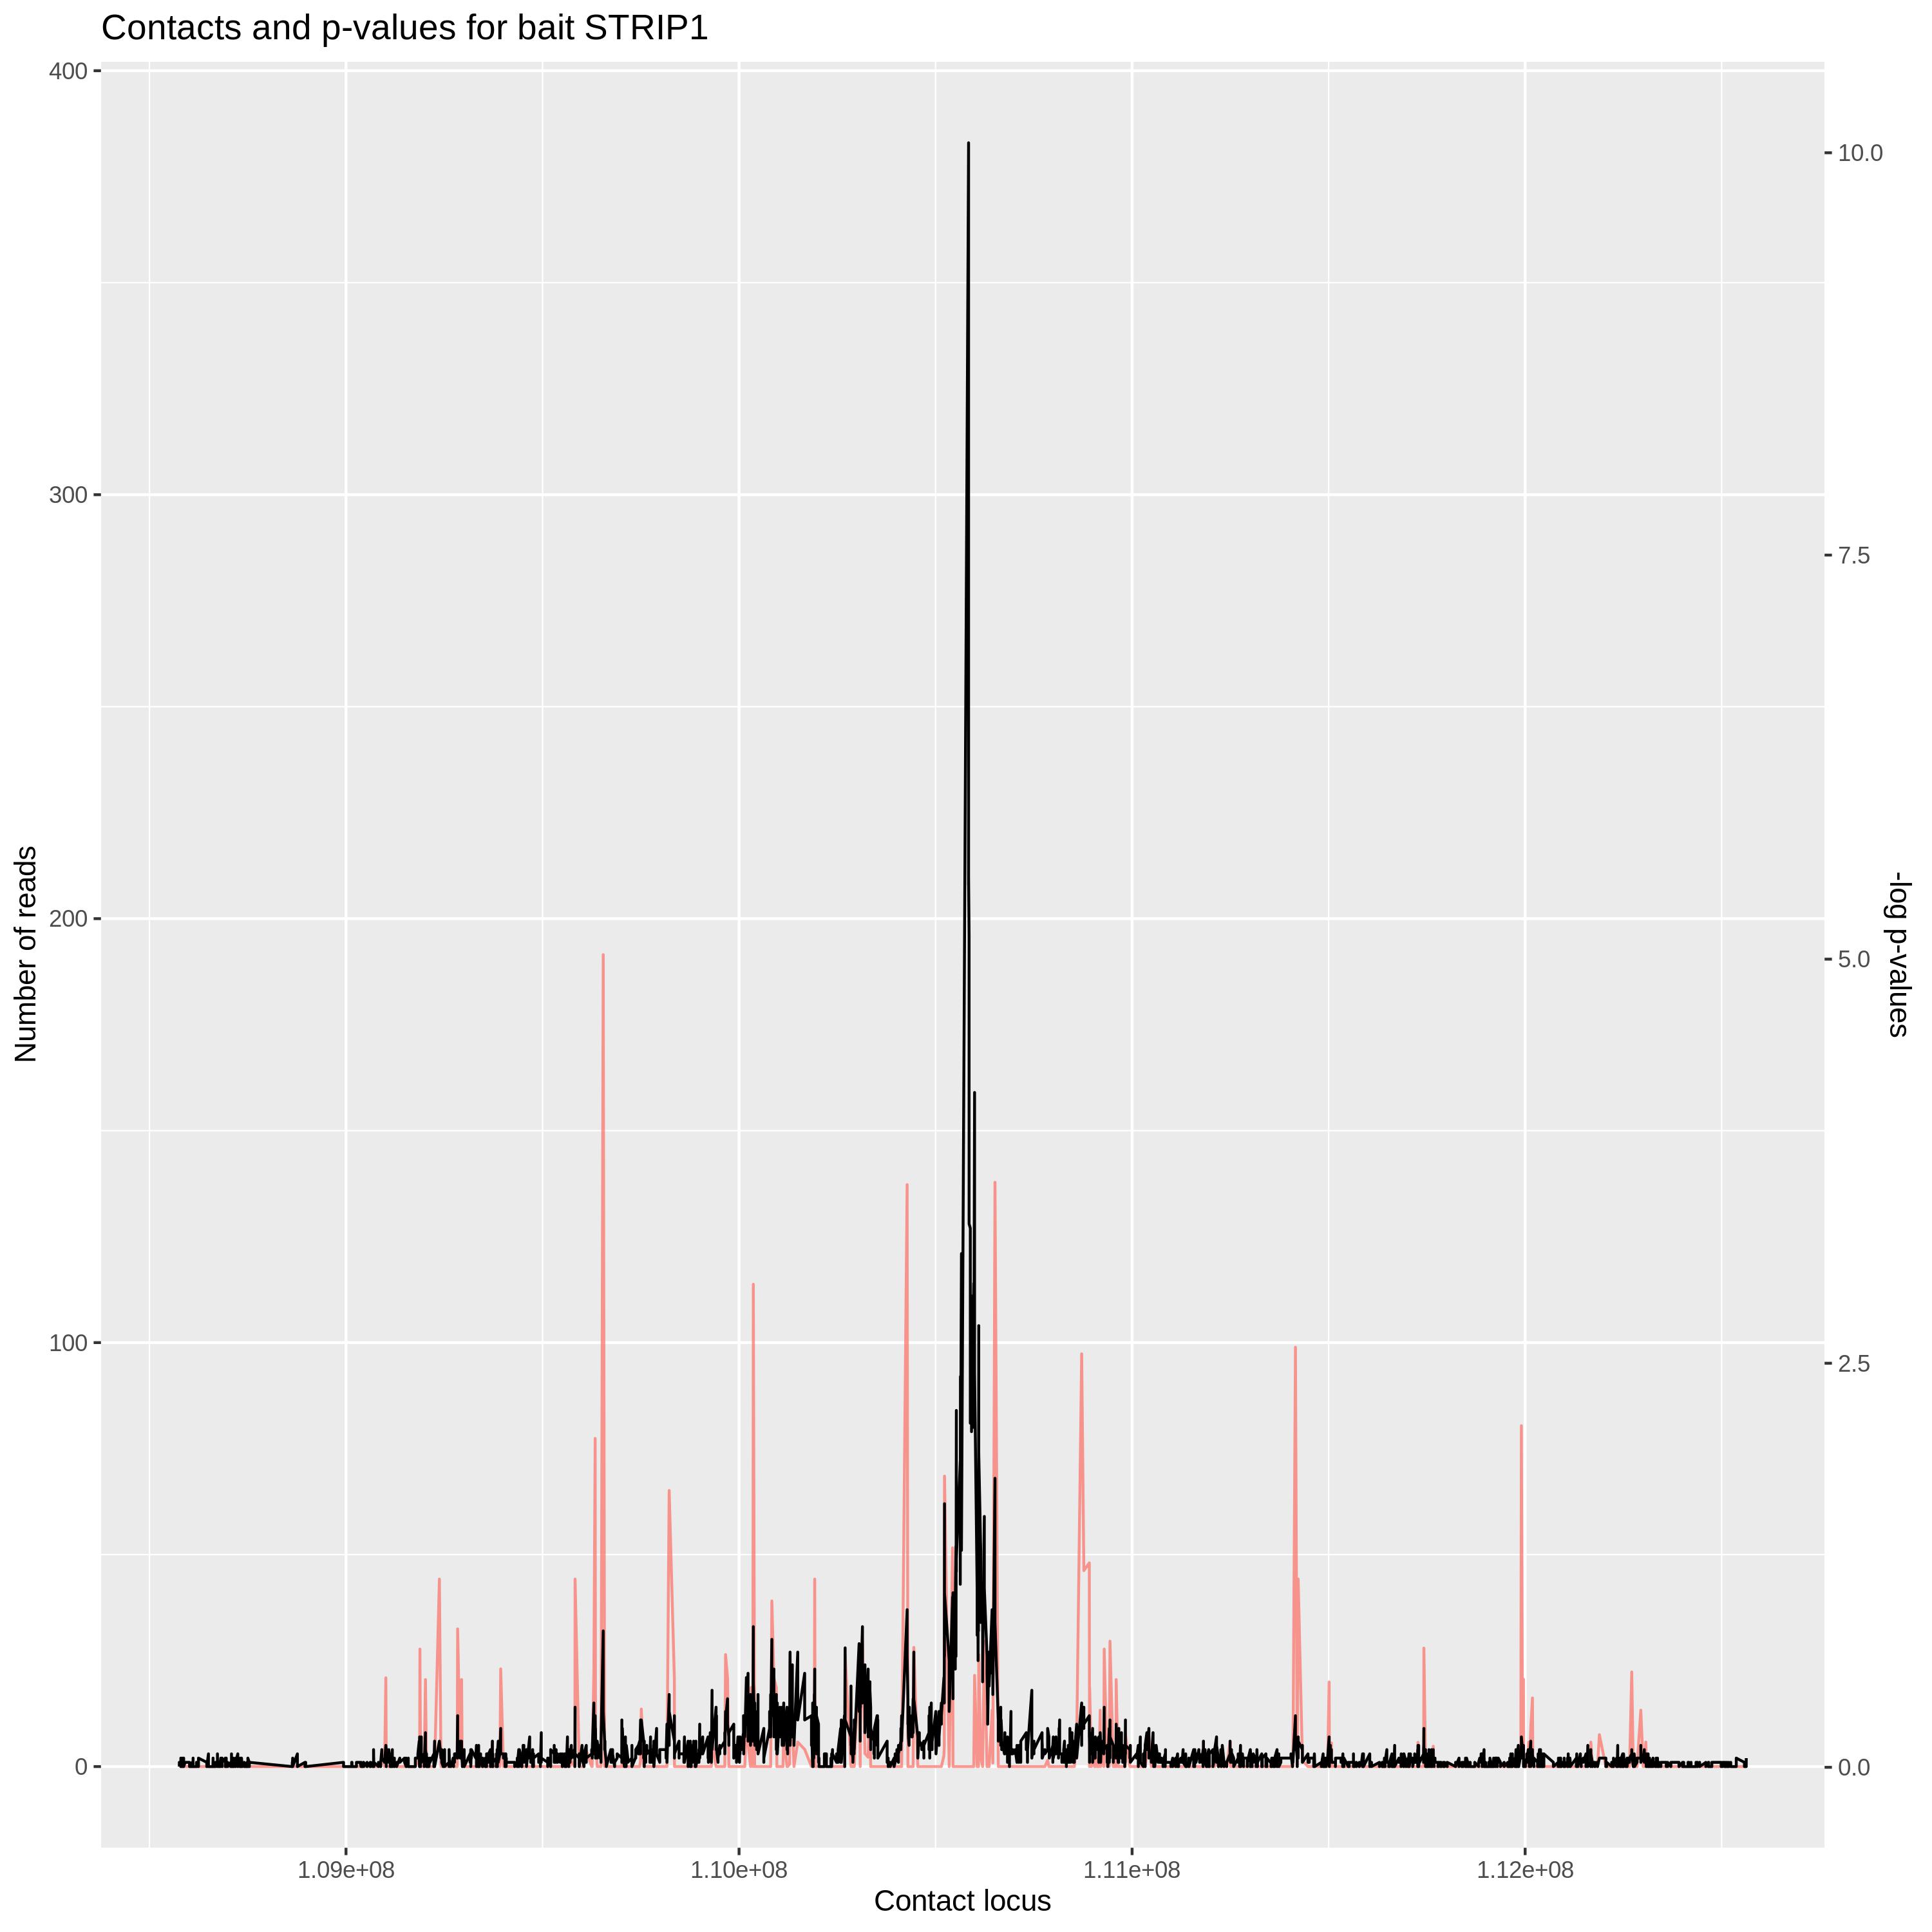 Contacts and p-values for bait STRIP1
400
300
200
100
0
Number of reads
10.0
7.5
5.0
2.5
0.0
-log p-values
1.09e+08
1.10e+08
1.11e+08
1.12e+08
Contact locus